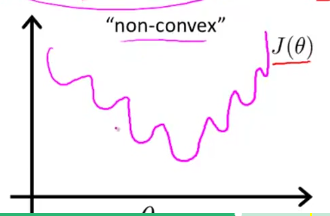 “non-convex”
J(θ)